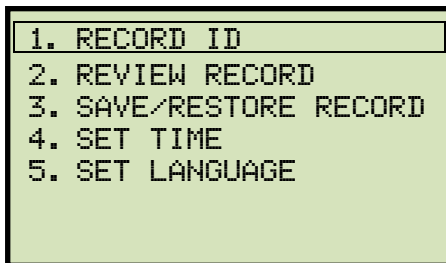 1. RECORD ID
2. REVIEW RECORD
3. SAVE/RESTORE RECORD
4. SET TIME
5. SET LANGUAGE